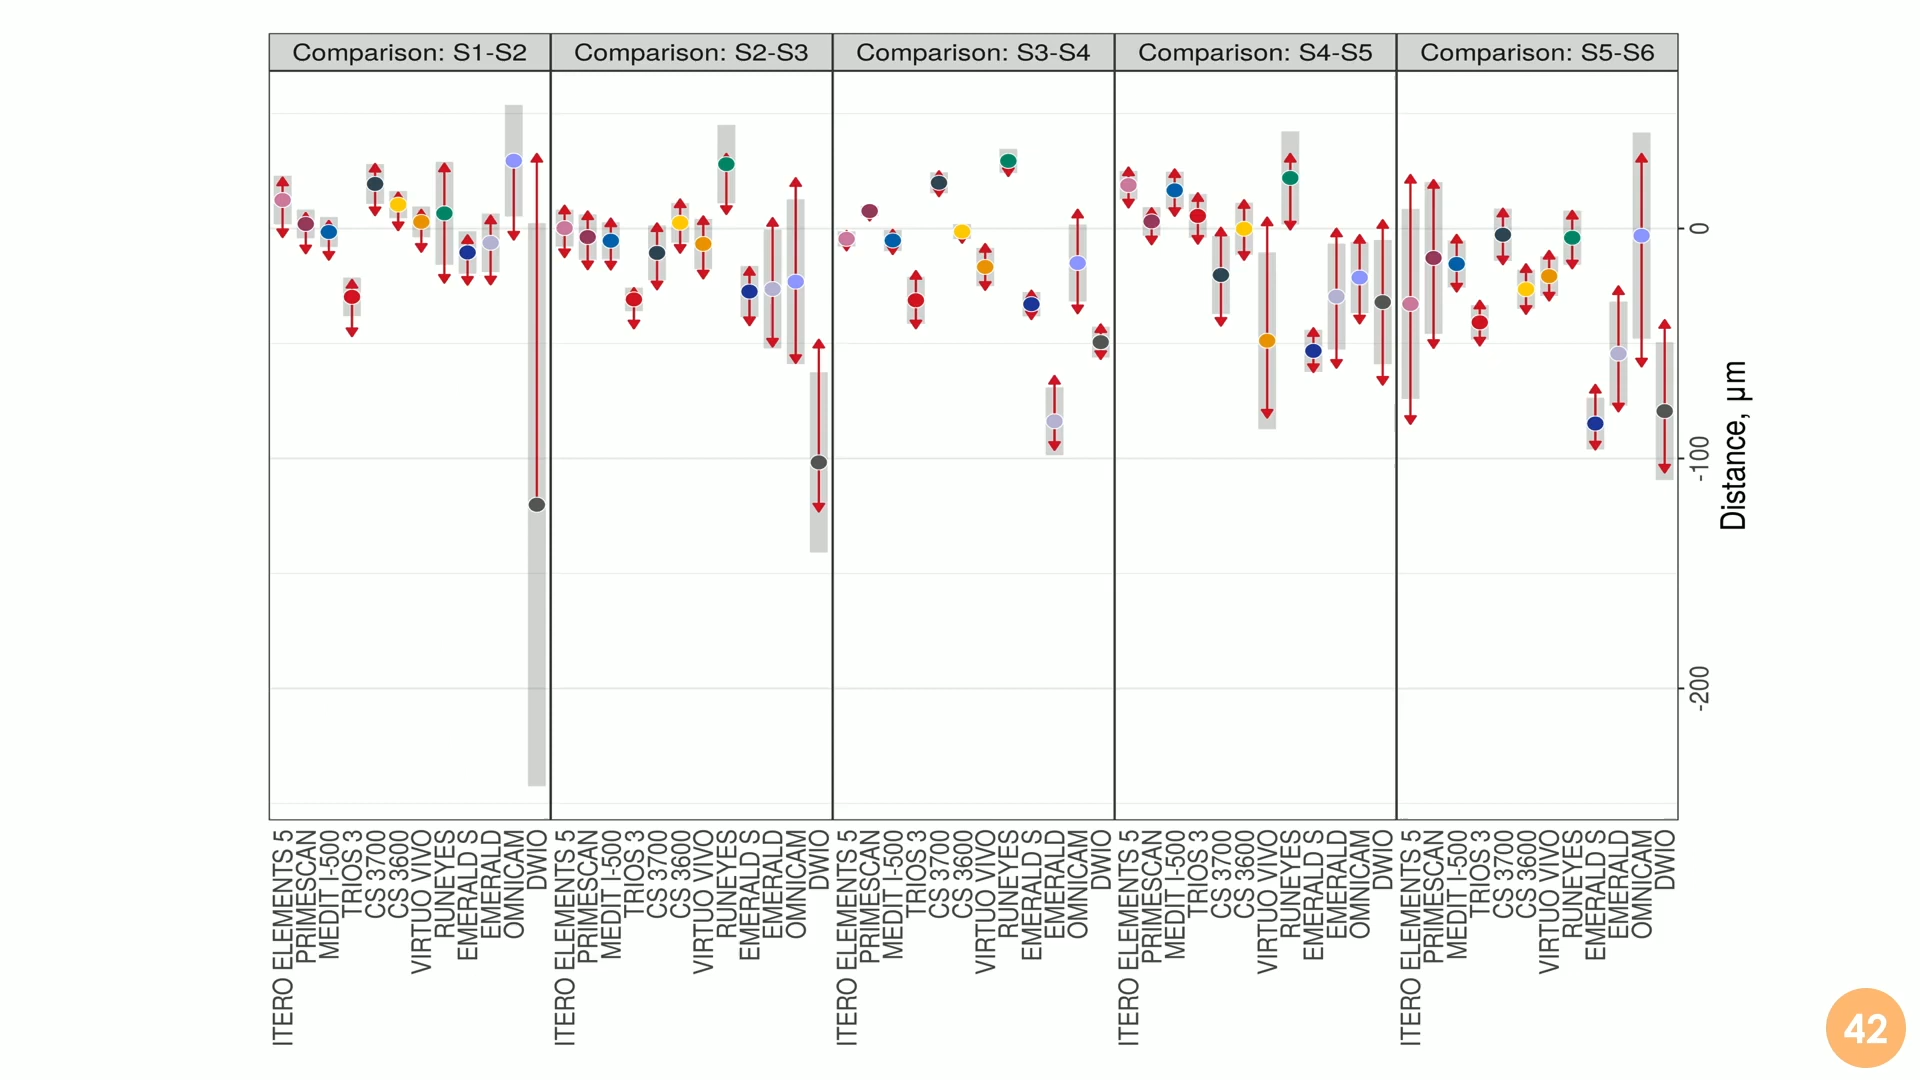 Comparison: S1-S2
Comparison: S2-S3
Comparison: S3-S4
Comparison: S4-S5
Comparison: S5-S6
0
-100
-200
Distance, µm
ITERO ELEMENTS 5
PRIMESCAN
MEDIT I-500
TRIOS 3
CS 3700
CS 3600
VIRTUO VIVO
RUNEYES
EMERALD S
EMERALD
OMNICAM
DWIO
ITERO ELEMENTS 5
PRIMESCAN
MEDIT I-500
TRIOS 3
CS 3700
CS 3600
VIRTUO VIVO
RUNEYES
EMERALD S
EMERALD
OMNICAM
DWIO
ITERO ELEMENTS 5
PRIMESCAN
MEDIT I-500
TRIOS 3
CS 3700
CS 3600
VIRTUO VIVO
RUNEYES
EMERALD S
EMERALD
OMNICAM
DWIO
ITERO ELEMENTS 5
PRIMESCAN
MEDIT I-500
TRIOS 3
CS 3700
CS 3600
VIRTUO VIVO
RUNEYES
EMERALD S
EMERALD
OMNICAM
DWIO
ITERO ELEMENTS 5
PRIMESCAN
MEDIT I-500
TRIOS 3
CS 3700
CS 3600
VIRTUO VIVO
RUNEYES
EMERALD S
EMERALD
OMNICAM
DWIO
42